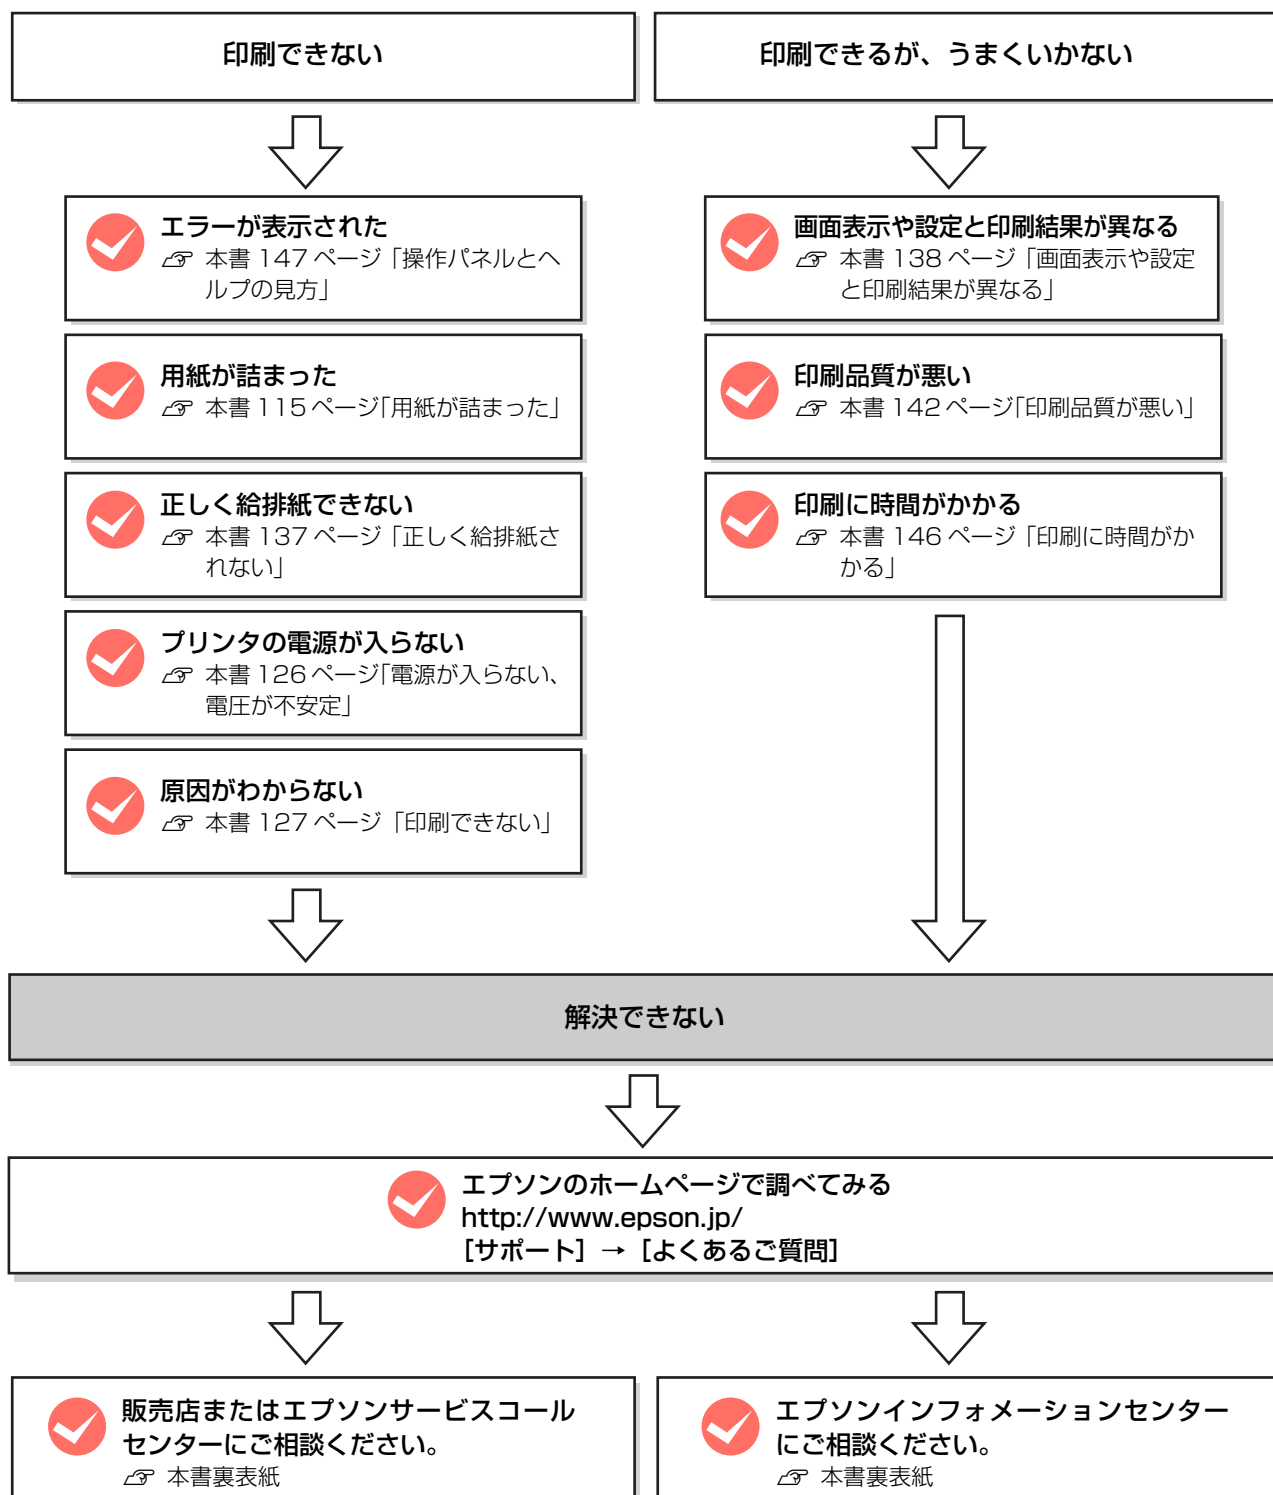 印刷できない
印刷できるが、うまくいかない
エラーが表示された
本書 147 ページ「操作パネルとヘ
ルプの見方」
用紙が詰まった
本書 115 ページ「用紙が詰まった」
正しく給排紙できない
本書 137 ページ「正しく給排紙さ
れない」
プリンタの電源が入らない
本書 126 ページ「電源が入らない、
電圧が不安定」
原因がわからない
本書 127 ページ「印刷できない」
画面表示や設定と印刷結果が異なる
本書 138 ページ「画面表示や設定
と印刷結果が異なる」
印刷品質が悪い
本書 142 ページ「印刷品質が悪い」
印刷に時間がかかる
本書 146 ページ「印刷に時間がか
かる」
解決できない
エプソンのホームページで調べてみる
http://www.epson.jp/
［サポート］→［よくあるご質問］
販売店またはエプソンサービスコール
センターにご相談ください。
本書裏表紙
エプソンインフォメーションセンター
にご相談ください。
本書裏表紙